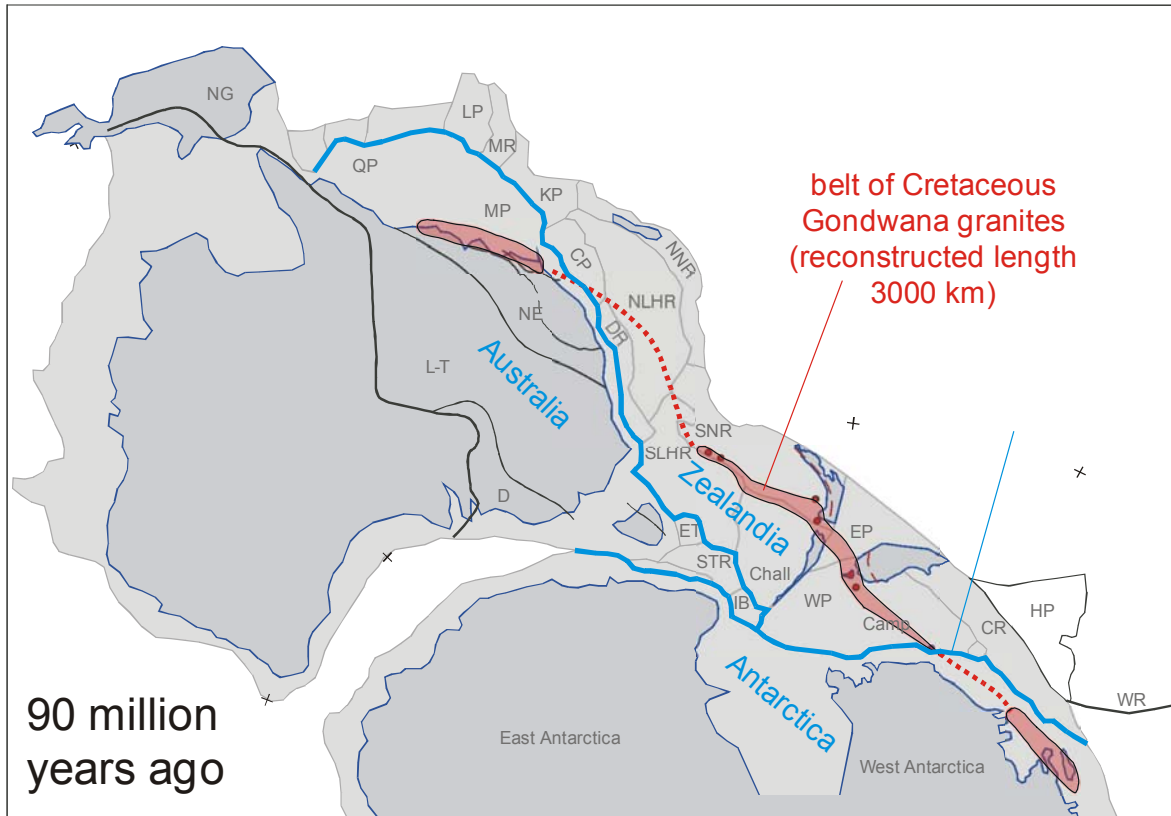 NG
LP
MR
QP
KP
MP
CP
NNR
NLHR
DR
NE
L-T
Australia
belt of Cretaceous
Gondwana granites
(reconstructed length
3000 km)
SNR
SLHR
Zealandia
D
ET
STR
Chall
EP
IB
WP
Camp
CR
HP
WR
Antarctica
East Antarctica
West Antarctica
90 million
years ago